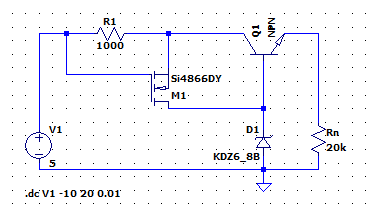 R1
1000
Q1
NPN
Si4866DY
M1
V1
5
D1
KDZ6_8B
Rn
20k
.dc V1 -10 20 0.01